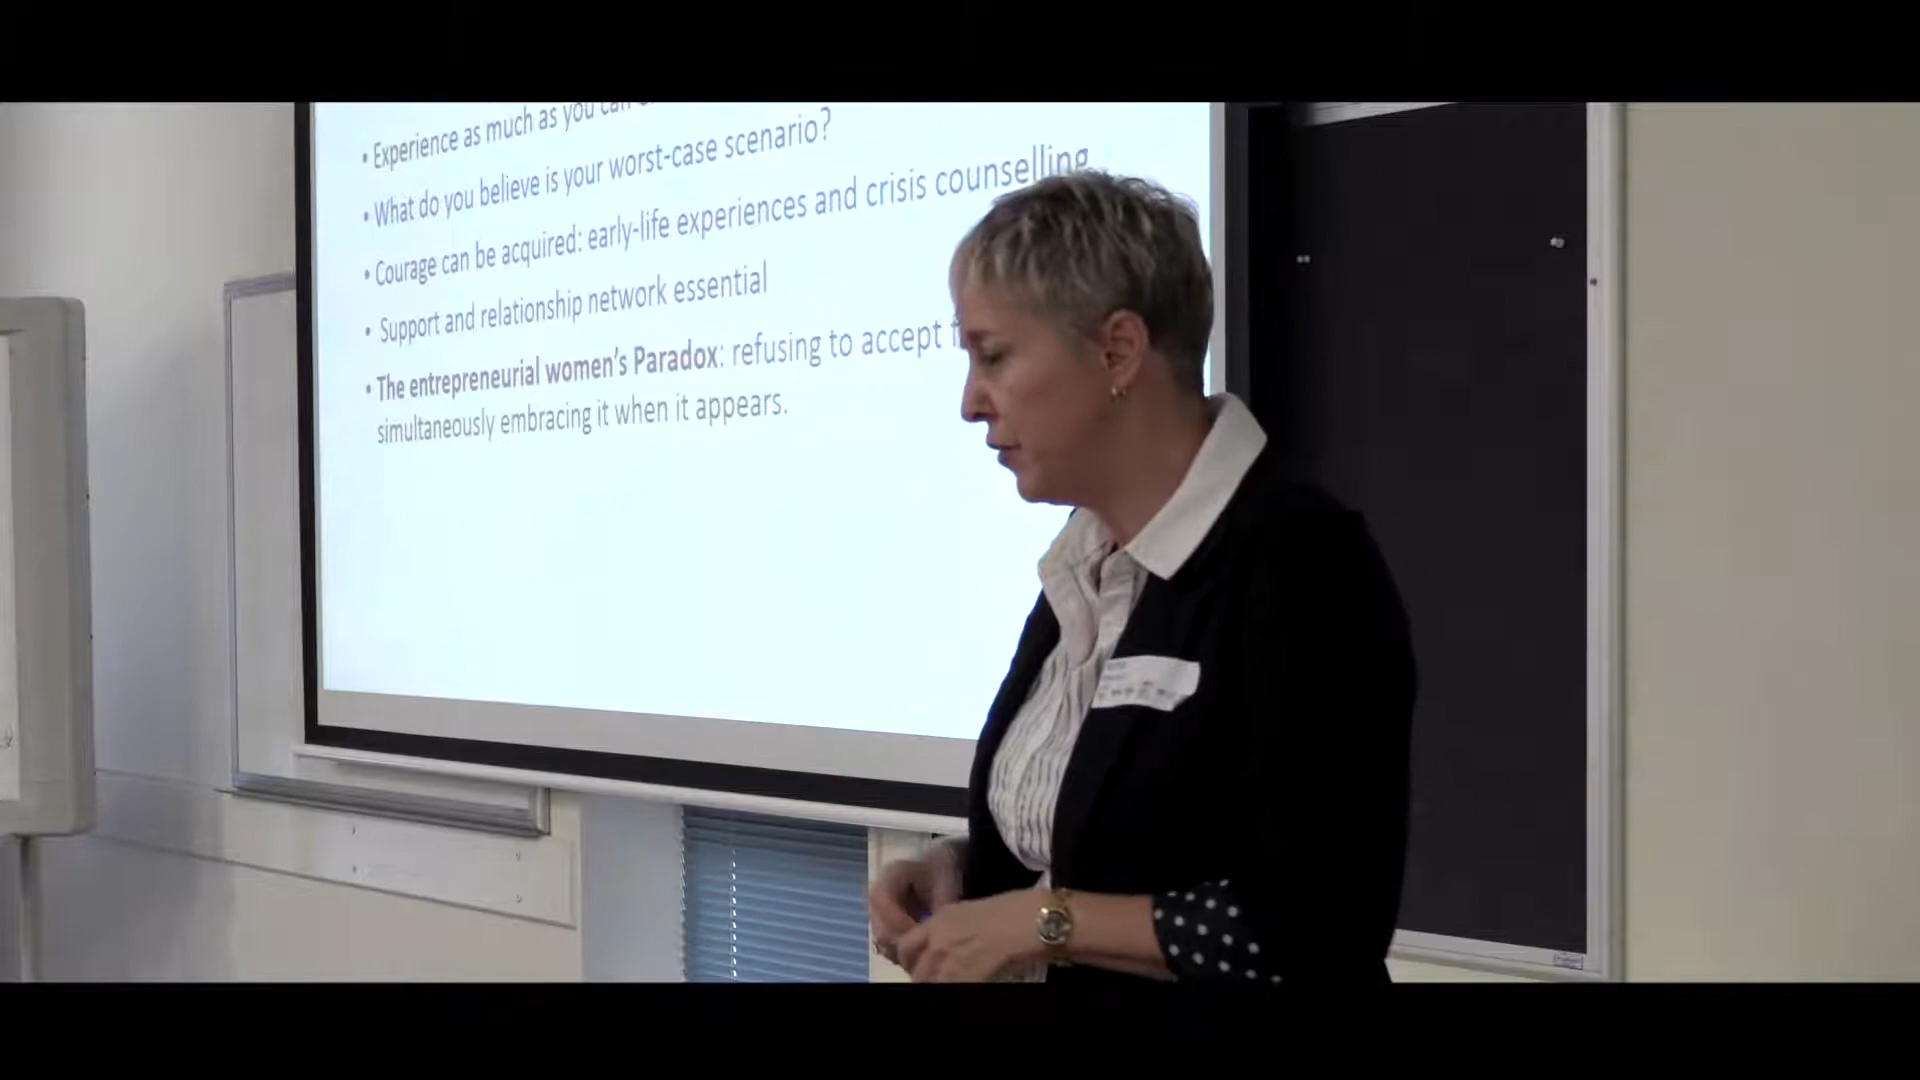 • Experience as much as you can
• What do you believe is your worst-case scenario?
• Courage can be acquired: early-life experiences and crisis counselling
• Support and relationship network essential
• The entrepreneurial women's Paradox: refusing to accept
simultaneously embracing it when it appears.